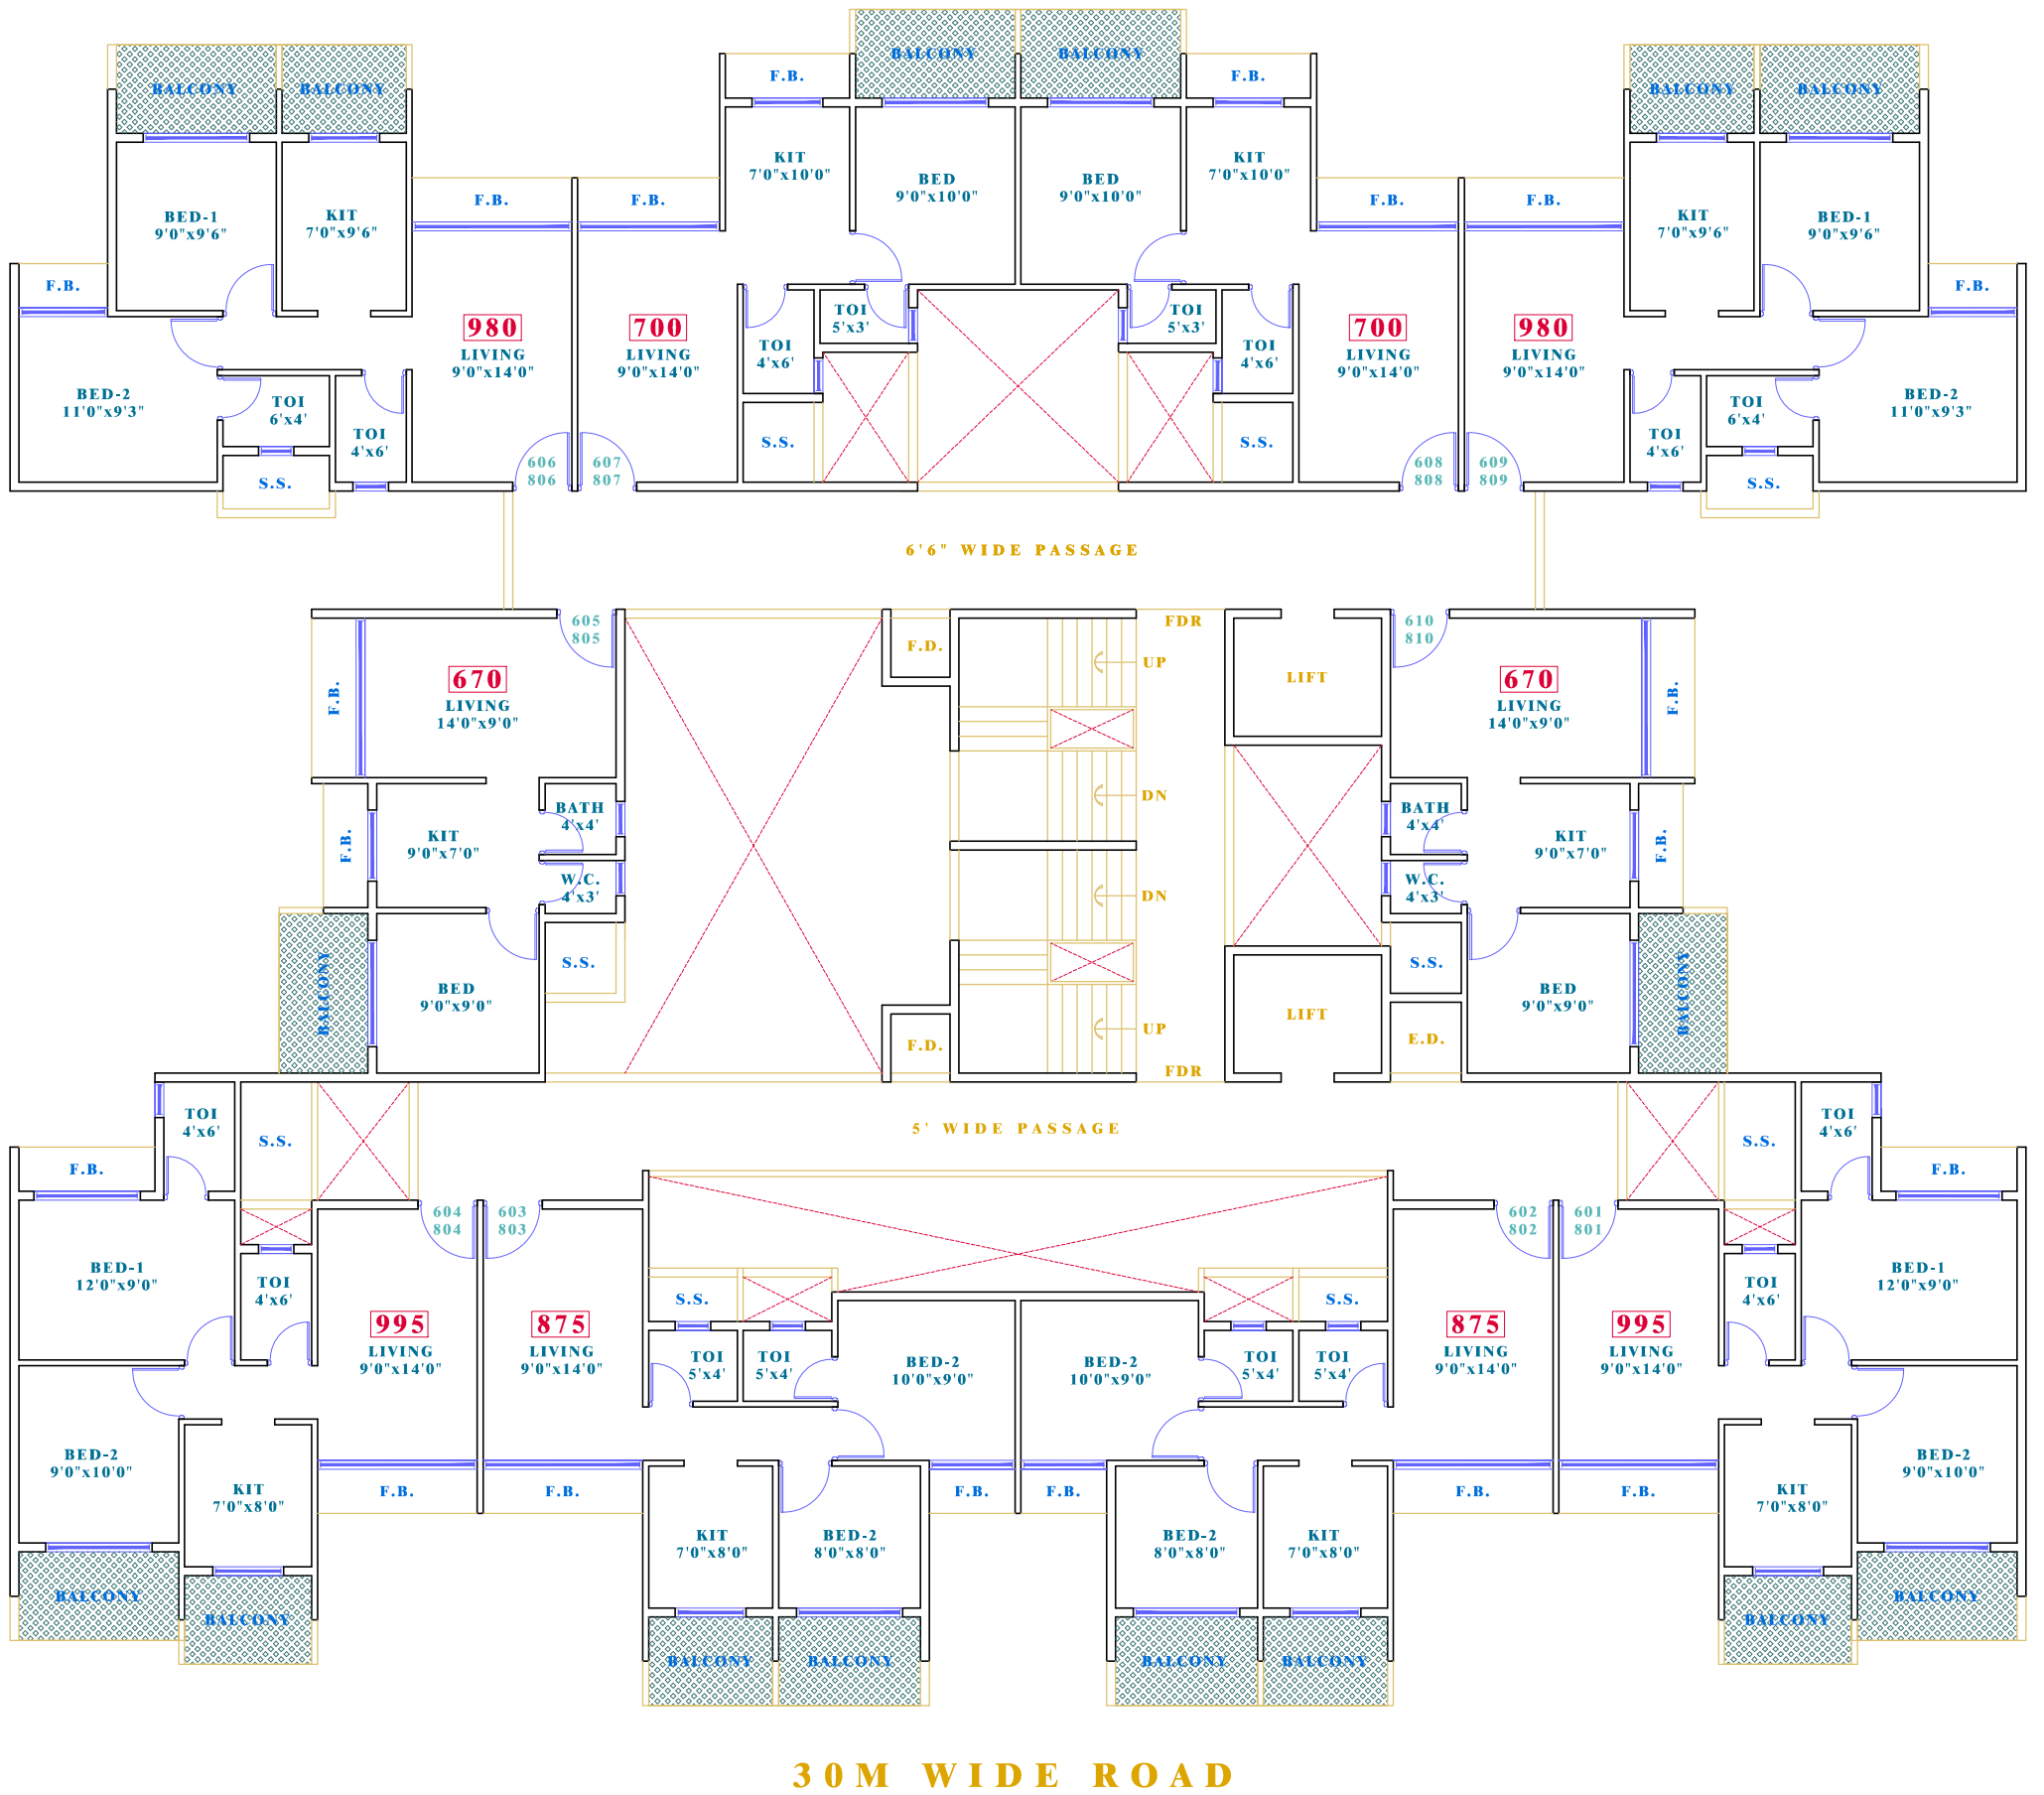 BALCONY BALCONY
F.B. F.B.
BALCONY BALCONY
BALCONY BALCONY
KIT
7'0"x10'0"
BED
9'0"x10'0"
BED
9'0"x10'0"
KIT
7'0"x10'0"
BED-1
9'0"x9'6"
KIT
7'0"x9'6"
F.B. F.B. F.B. F.B.
KIT
7'0"x9'6"
BED-1
9'0"x9'6"
F.B. F.B.
980
LIVING
9'0"x14'0"
700
LIVING
9'0"x14'0"
TOI
4'x6'
TOI
5'x3'
TOI
5'x3'
TOI
4'x6'
700
LIVING
9'0"x14'0"
980
LIVING
9'0"x14'0"
BED-2
11'0"x9'3"
TOI
6'x4'
TOI
4'x6'
S.S. S.S.
TOI
4'x6'
TOI
6'x4'
BED-2
11'0"x9'3"
S.S.
606
806
607
807
608
808
609
809
S.S.
6'6" WIDE PASSAGE
605
805
F.D.
FDR
UP
LIFT
610
810
F.B.
670
LIVING
14'0"x9'0"
670
LIVING
14'0"x9'0"
F.B.
F.B.
KIT
9'0"x7'0"
BATH
4'x4'
W.C.
4'x3'
DN
DN
BATH
4'x4'
W.C.
4'x3'
KIT
9'0"x7'0"
F.B.
BALCONY
BED
9'0"x9'0"
S.S.
F.D.
UP
FDR
LIFT
S.S.
E.D.
BED
9'0"x9'0"
BALCONY
5' WIDE PASSAGE
F.B.
TOI
4'x6'
S.S.
S.S.
TOI
4'x6'
F.B.
604
804
603
803
602
802
601
801
BED-1
12'0"x9'0"
TOI
4'x6'
995
LIVING
9'0"x14'0"
875
LIVING
9'0"x14'0"
S.S. S.S.
875
LIVING
9'0"x14'0"
995
LIVING
9'0"x14'0"
TOI
4'x6'
BED-1
12'0"x9'0"
TOI
5'x4'
TOI
5'x4'
BED-2
10'0"x9'0"
BED-2
10'0"x9'0"
TOI
5'x4'
TOI
5'x4'
BED-2
9'0"x10'0"
KIT
7'0"x8'0"
F.B. F.B. F.B. F.B. F.B. F.B.
KIT
7'0"x8'0"
BED-2
9'0"x10'0"
KIT
7'0"x8'0"
BED-2
8'0"x8'0"
BED-2
8'0"x8'0"
KIT
7'0"x8'0"
BALCONY BALCONY
BALCONY BALCONY
BALCONY BALCONY BALCONY BALCONY
30M WIDE ROAD